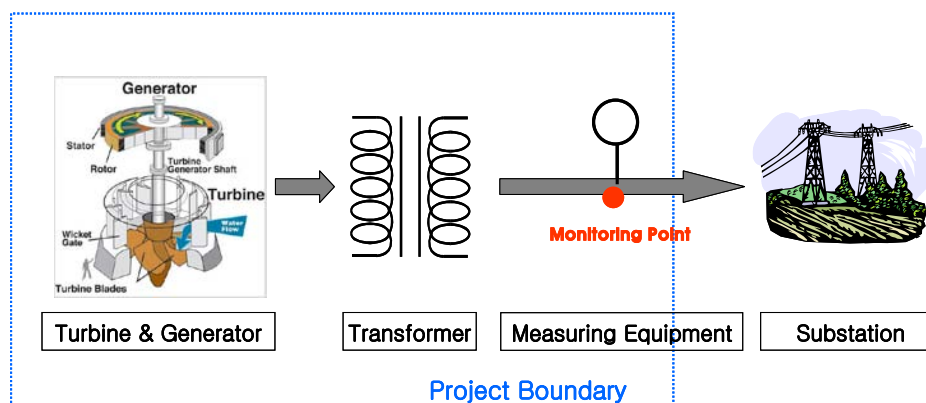 Generator
Stator
Rotor
Turbine
Generator Shaft
Turbine
Water
Flow
Wicket
Gate
Turbine Blades
Monitoring Point
Turbine & Generator
Transformer
Measuring Equipment
Substation
Project Boundary